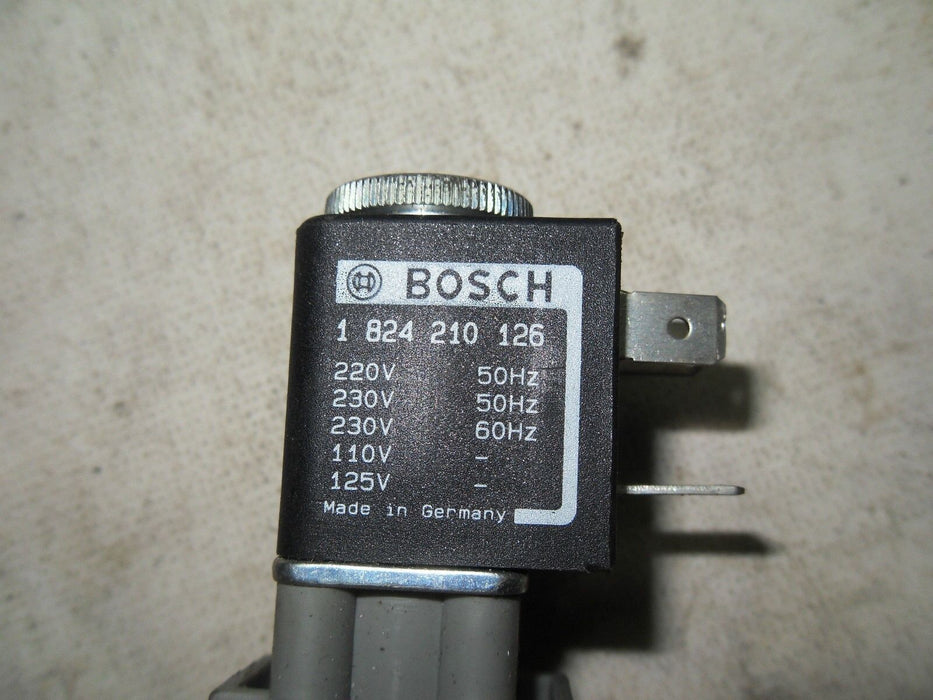 BOSCH
1 824 210 126
220V 50Hz
230V 50Hz
230V 60Hz
110V -
125V -
Made in Germany